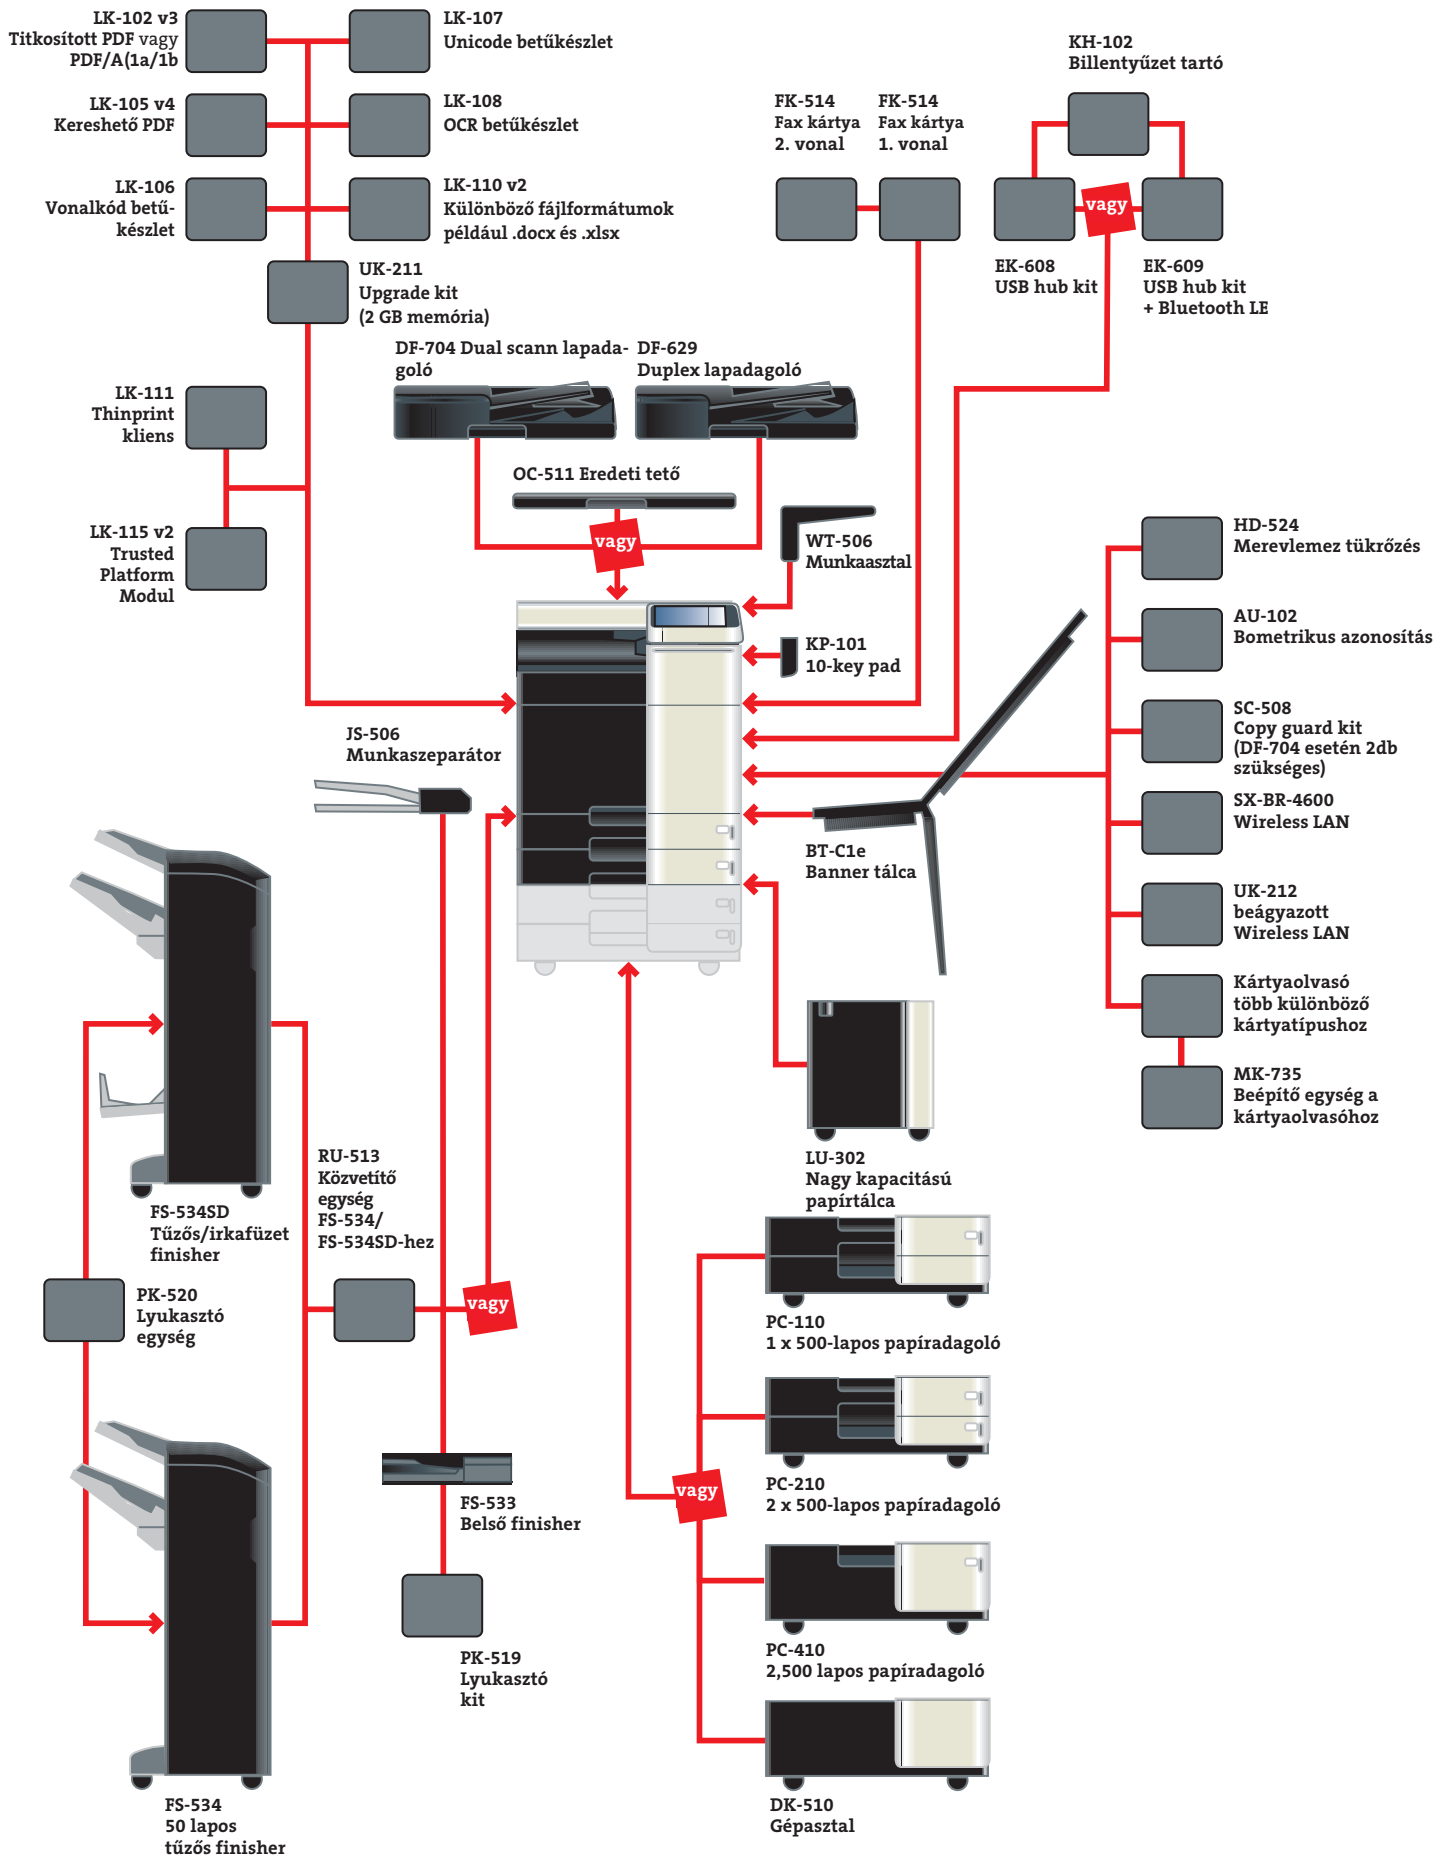 LK-102 v3
Titkosított PDF vagy
PDF/A(1a/1b
LK-107
Unicode betűkészlet
LK-105 v4
Kereshető PDF
LK-108
OCR betűkészlet
LK-106
Vonalkód betű-
készlet
LK-110 v2
Különböző fájlformátumok
például .docx és .xlsx
UK-211
Upgrade kit
(2 GB memória)
FK-514
Fax kártya
2. vonal
FK-514
Fax kártya
1. vonal
KH-102
Billentyűzet tartó
vagy
EK-608
USB hub kit
EK-609
USB hub kit
+ Bluetooth LE
DF-704 Dual scann lapada-
goló
DF-629
Duplex lapadagoló
LK-111
Thinprint
kliens
OC-511 Eredeti tető
vagy
LK-115 v2
Trusted
Platform
Modul
WT-506
Munkaasztal
KP-101
10-key pad
HD-524
Merevlemez tükrőzés
AU-102
Bometrikus azonosítás
SC-508
Copy guard kit
(DF-704 esetén 2db
szükséges)
SX-BR-4600
Wireless LAN
UK-212
beágyazott
Wireless LAN
Kártyaolvasó
több különböző
kártyatípushoz
MK-735
Beépítő egység a
kártyaolvasóhoz
JS-506
Munkaszeparátor
BT-C1e
Banner tálca
LU-302
Nagy kapacitású
papírtálca
FS-534SD
Tűzős/irkafüzet
finisher
RU-513
Közvetítő
egység
FS-534/
FS-534SD-hez
PK-520
Lyukasztó
egység
vagy
PC-110
1 x 500-lapos papíradagoló
PC-210
2 x 500-lapos papíradagoló
vagy
FS-533
Belső finisher
PC-410
2,500 lapos papíradagoló
PK-519
Lyukasztó
kit
DK-510
Gépasztal
FS-534
50 lapos
tűzős finisher